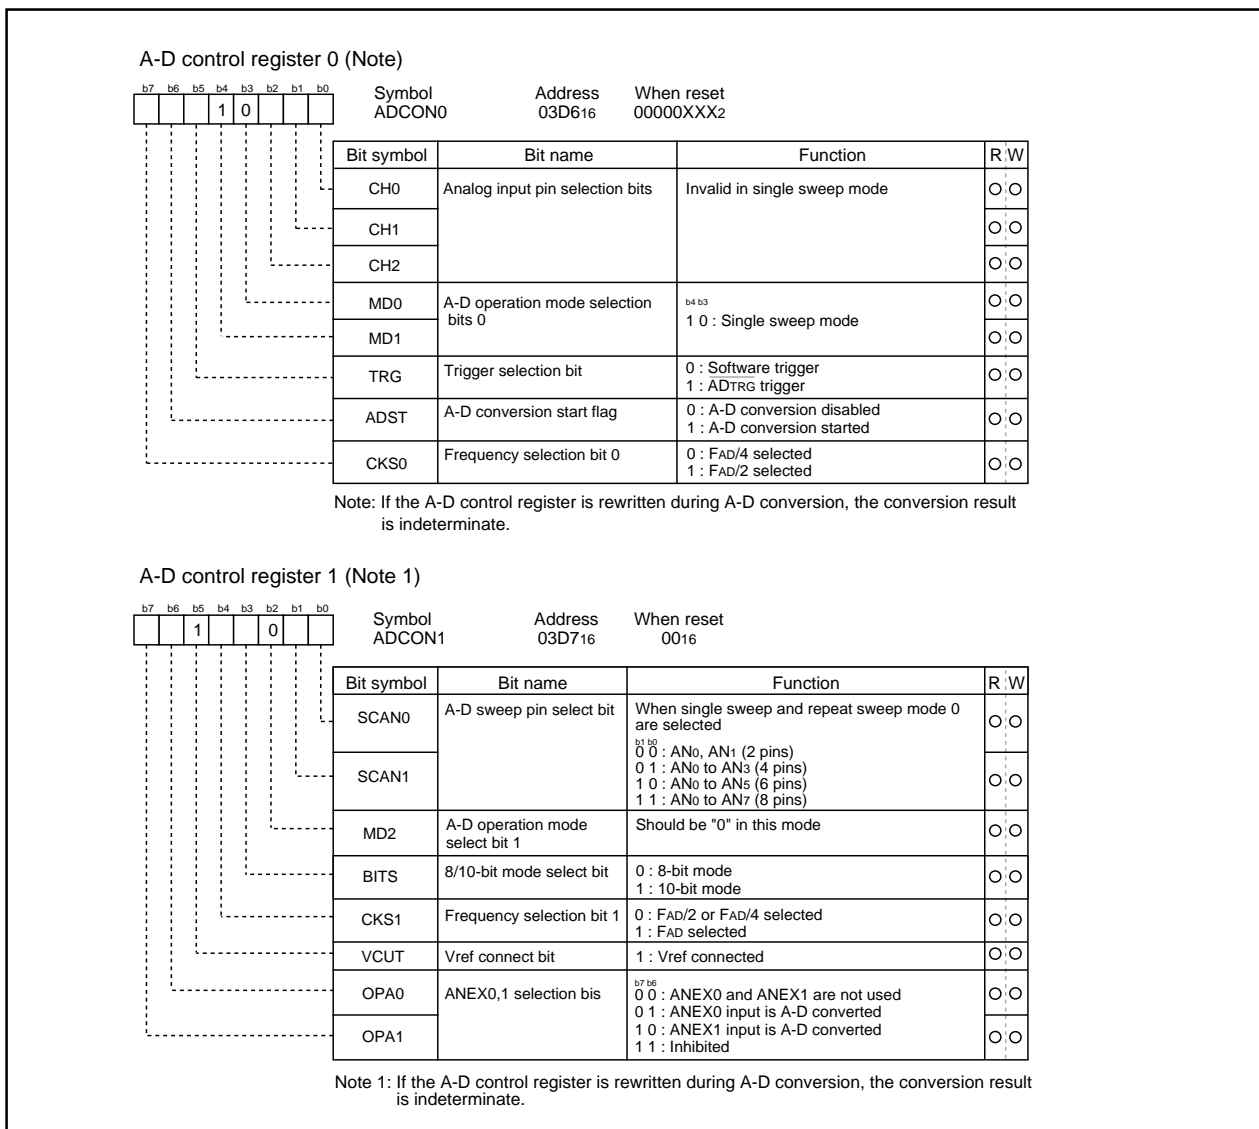 A-D control register 0 (Note)
b7 b6 b5 b4 b3 b2 b1 b0
1 0
Symbol Address When reset
ADCON0 03D616 00000XXX2
Bit symbol Bit name Function R W
CH0 Analog input pin selection bits Invalid in single sweep mode
CH1
CH2
MD0 A-D operation mode selection bits 0 b4 b3
1 0 : Single sweep mode
MD1
TRG Trigger selection bit 0 : Software trigger
1 : ADTRG trigger
ADST A-D conversion start flag 0 : A-D conversion disabled
1 : A-D conversion started
CKS0 Frequency selection bit 0 0 : FAD/4 selected
1 : FAD/2 selected
Note: If the A-D control register is rewritten during A-D conversion, the conversion result
is indeterminate.
A-D control register 1 (Note 1)
b7 b6 b5 b4 b3 b2 b1 b0
1 0
Symbol Address When reset
ADCON1 03D716 0016
Bit symbol Bit name Function R W
SCAN0 A-D sweep pin select bit When single sweep and repeat sweep mode 0
are selected
b1 b0
0 0 : AN0, AN1 (2 pins)
0 1 : AN0 to AN3 (4 pins)
SCAN1 1 0 : AN0 to AN5 (6 pins)
1 1 : AN0 to AN7 (8 pins)
MD2 A-D operation mode select bit 1 Should be "0" in this mode
BITS 8/10-bit mode select bit 0 : 8-bit mode
1 : 10-bit mode
CKS1 Frequency selection bit 1 0 : FAD/2 or FAD/4 selected
1 : FAD selected
VCUT Vref connect bit 1 : Vref connected
OPA0 ANEX0,1 selection bis b7 b6
0 0 : ANEX0 and ANEX1 are not used
0 1 : ANEX0 input is A-D converted
OPA1 1 0 : ANEX1 input is A-D converted
1 1 : Inhibited
Note 1: If the A-D control register is rewritten during A-D conversion, the conversion result
is indeterminate.